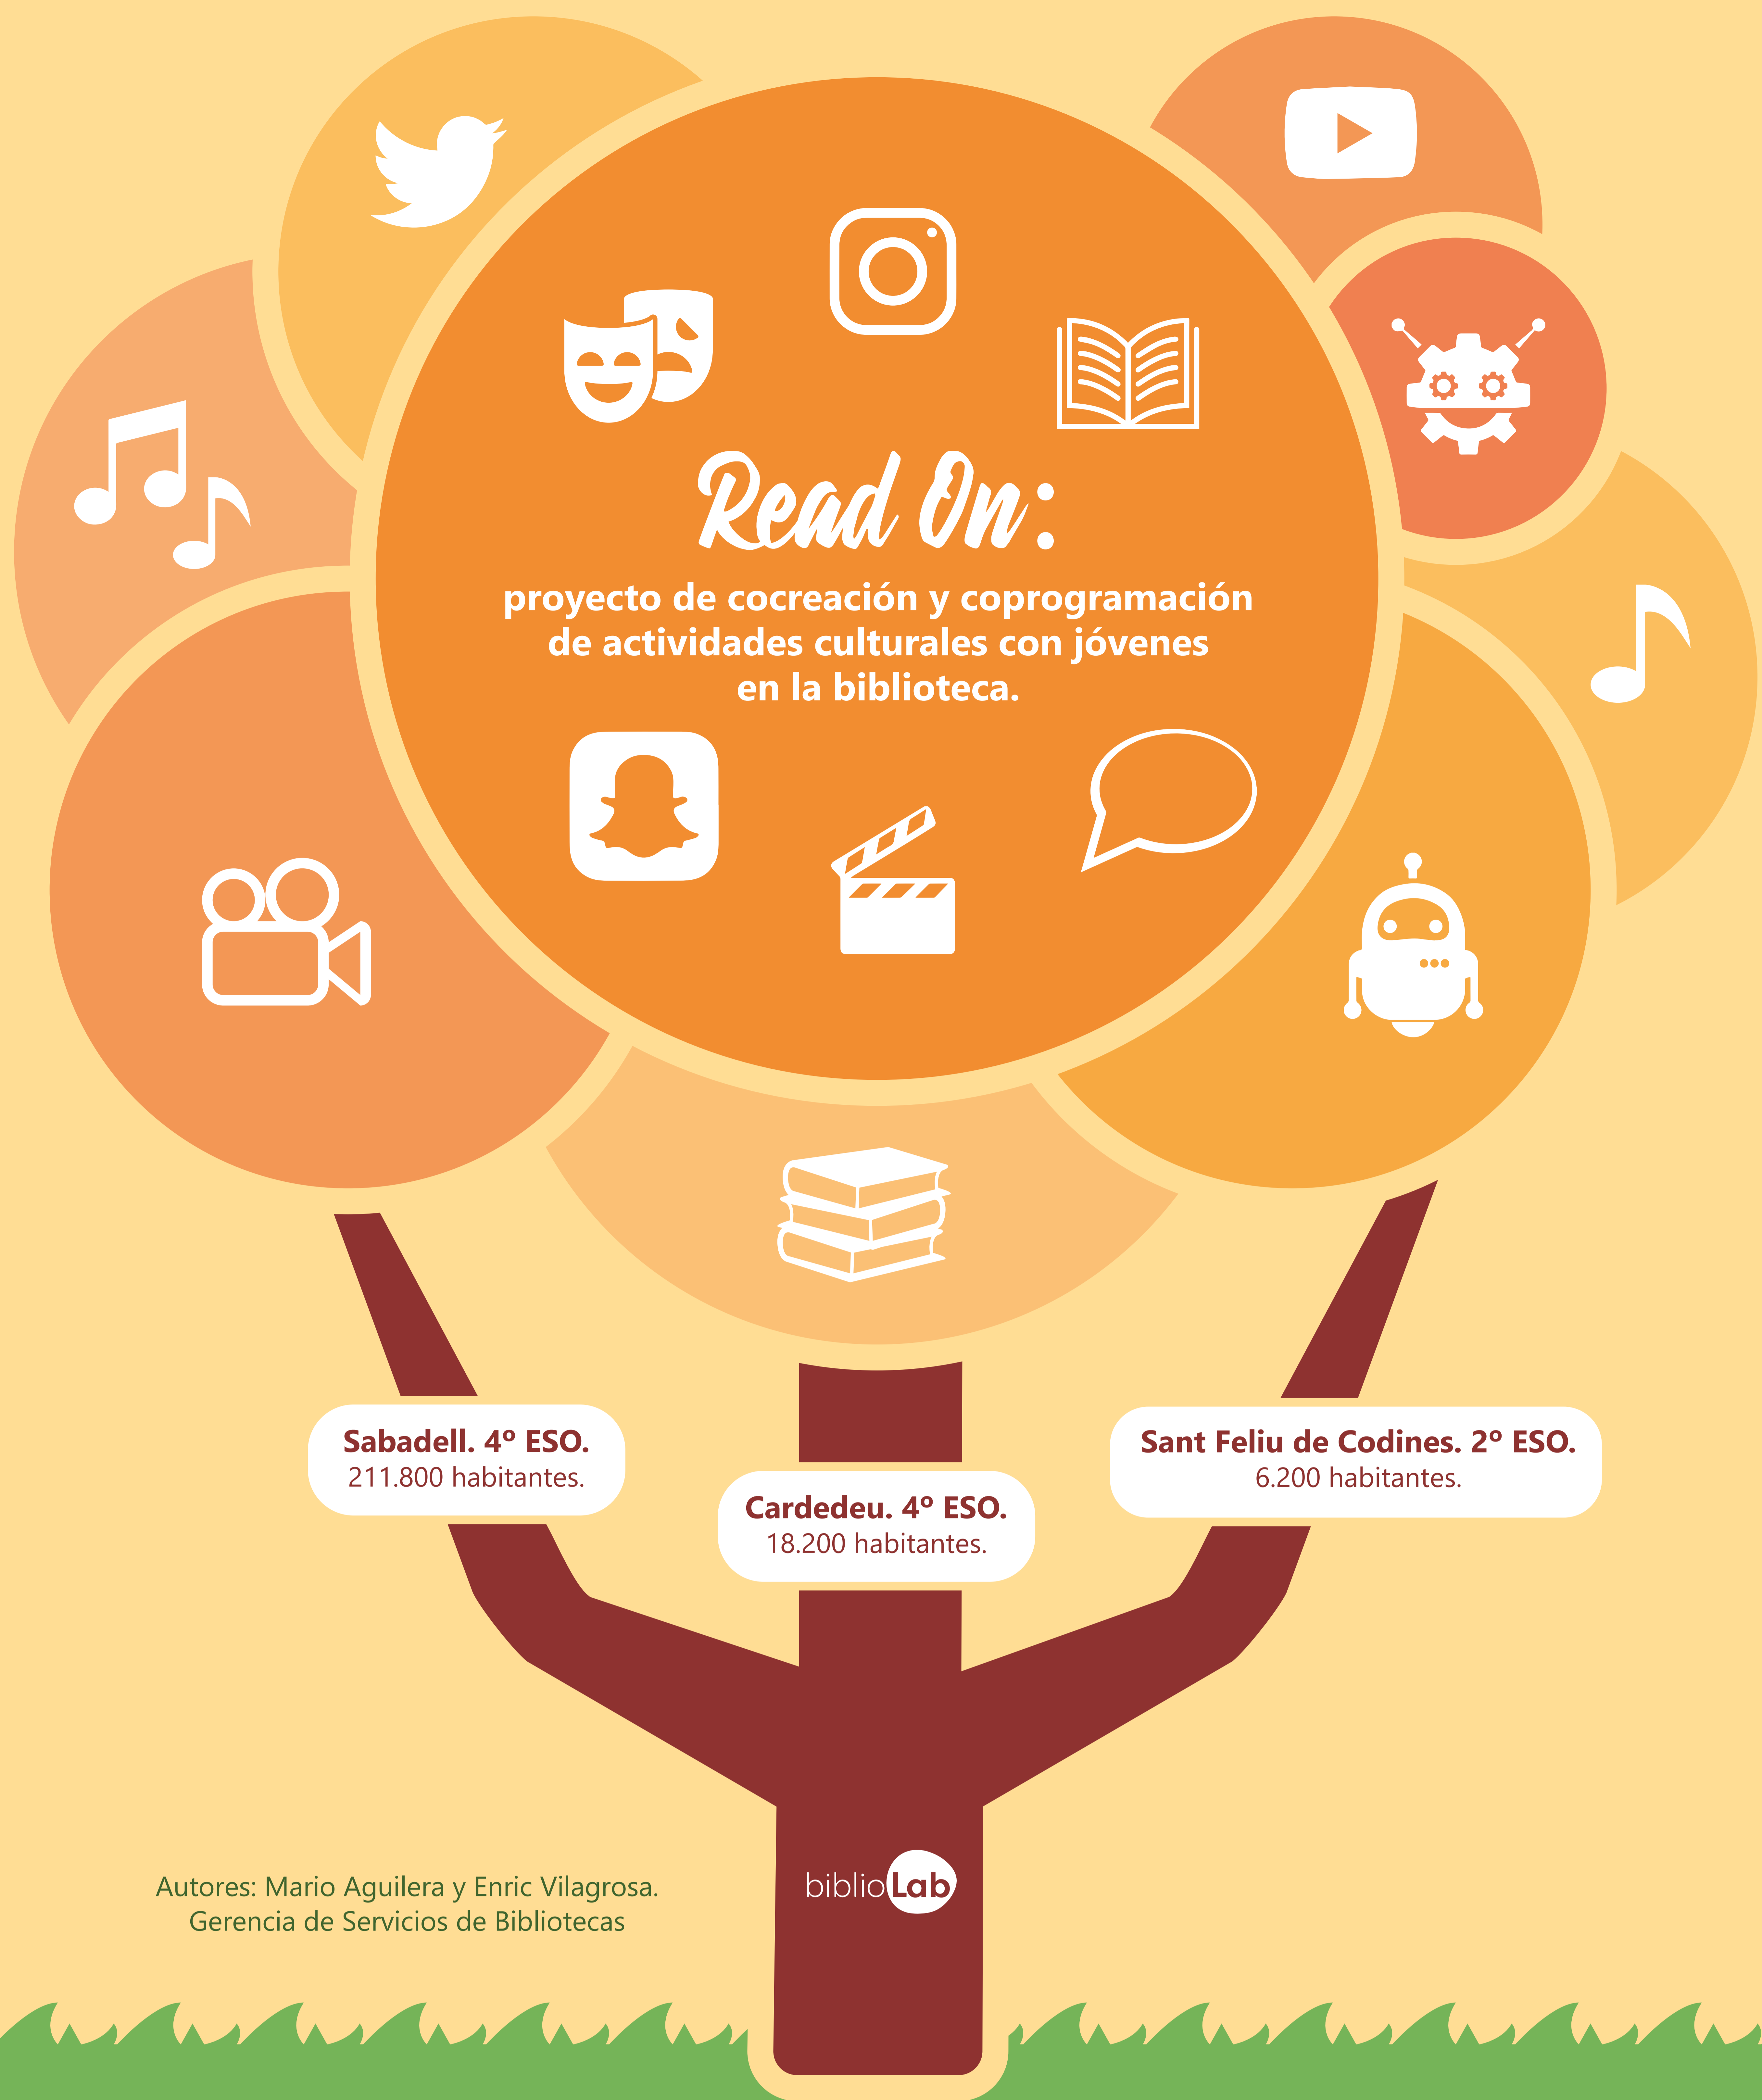 Read On:
proyecto de cocreación y coprogramación
de actividades culturales con jóvenes
en la biblioteca.
Sabadell. 4º ESO.
211.800 habitantes.
Cardedeu. 4º ESO.
18.200 habitantes.
Sant Feliu de Codines. 2º ESO.
6.200 habitantes.
biblioLab
Autores: Mario Aguilera y Enric Vilagrosa.
Gerencia de Servicios de Bibliotecas